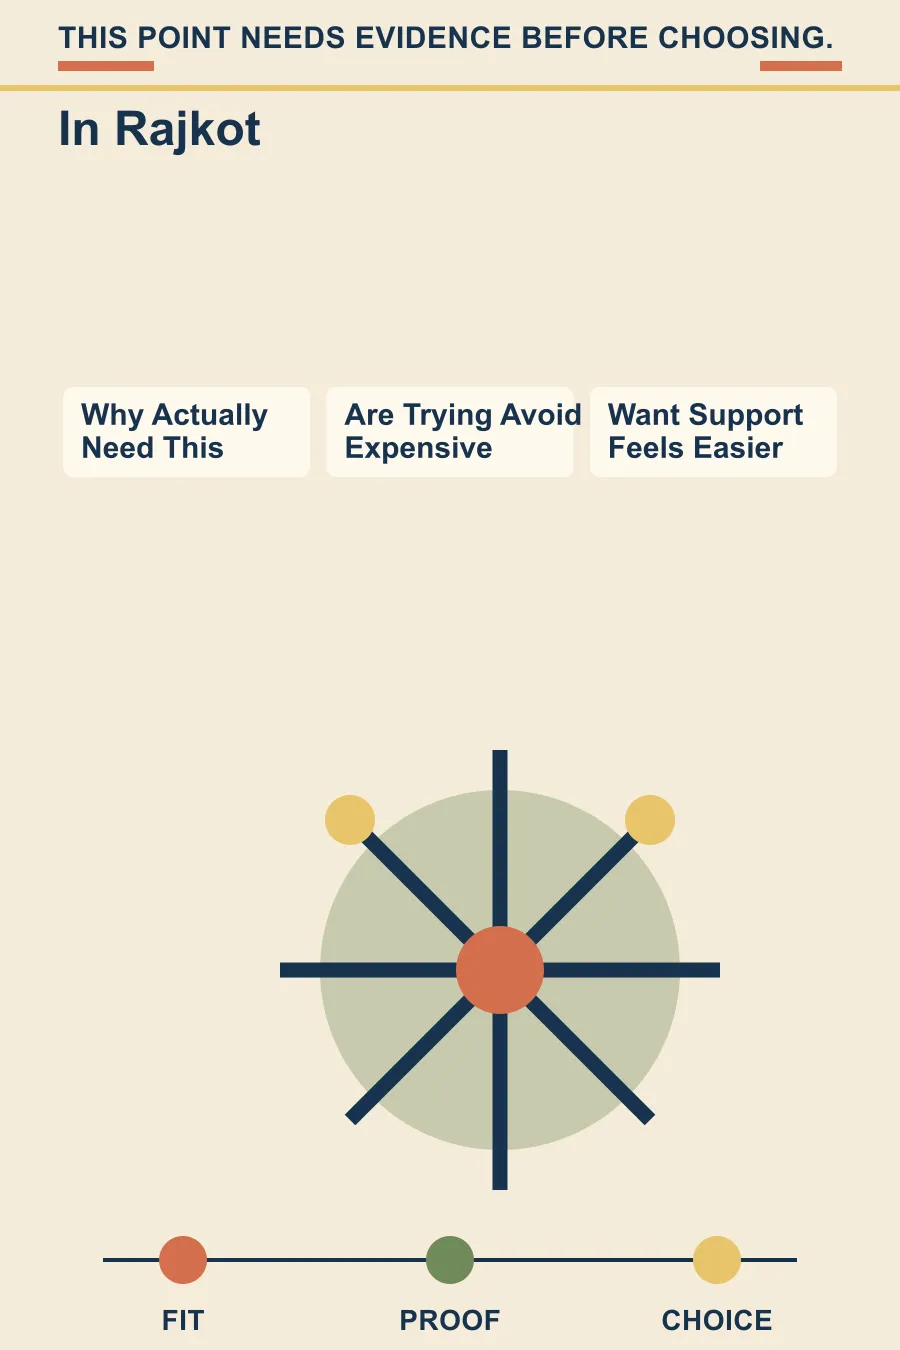 THIS POINT NEEDS EVIDENCE BEFORE CHOOSING.
In Rajkot
Why Actually
Need This
Are Trying Avoid
Expensive
Want Support
Feels Easier
FIT
PROOF
CHOICE